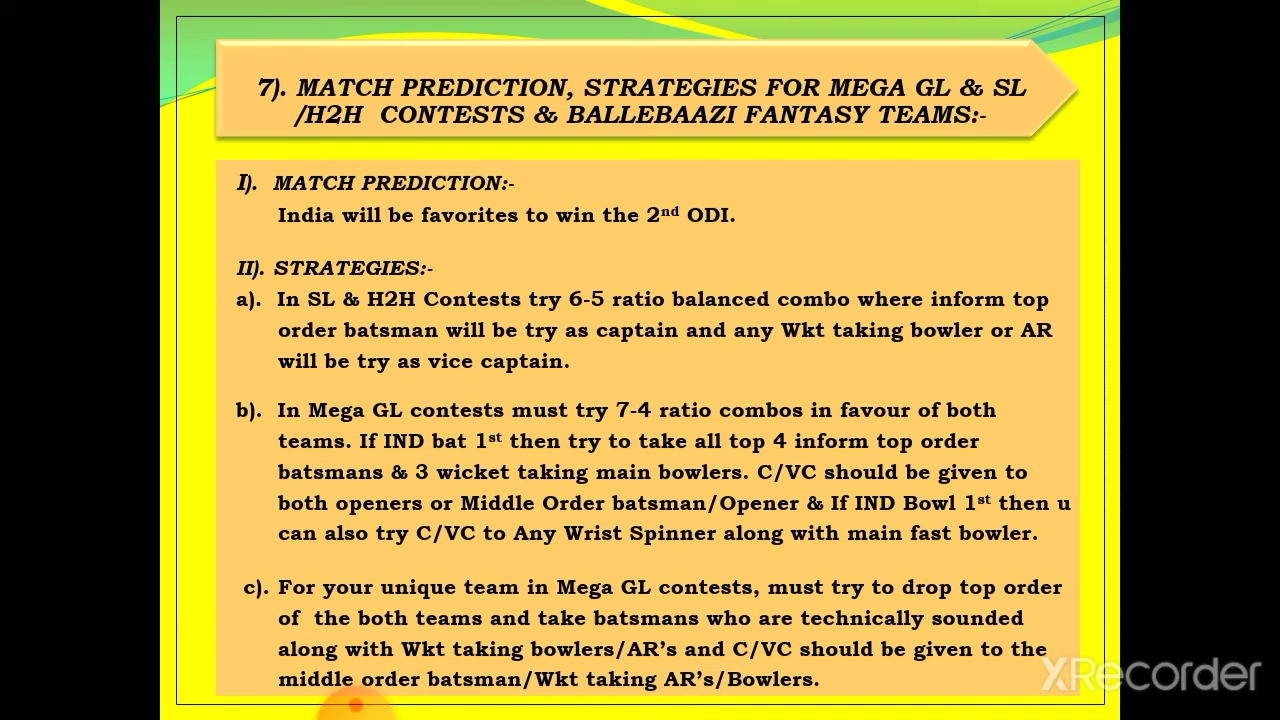 7). MATCH PREDICTION, STRATEGIES FOR MEGA GL & SL
/H2H CONTESTS & BALLEBAAZI FANTASY TEAMS:-
I). MATCH PREDICTION:-
India will be favorites to win the 2nd ODI.
II). STRATEGIES:-
a). In SL & H2H Contests try 6-5 ratio balanced combo where inform top
order batsman will be try as captain and any Wkt taking bowler or AR
will be try as vice captain.
b). In Mega GL contests must try 7-4 ratio combos in favour of both
teams. If IND bat 1st then try to take all top 4 inform top order
batsmans & 3 wicket taking main bowlers. C/VC should be given to
both openers or Middle Order batsman/Opener & If IND Bowl 1st then u
can also try C/VC to Any Wrist Spinner along with main fast bowler.
c). For your unique team in Mega GL contests, must try to drop top order
of the both teams and take batsmans who are technically sounded
along with Wkt taking bowlers/AR's and C/VC should be given to the
middle order batsman/Wkt taking AR's/Bowlers.
XRecorder